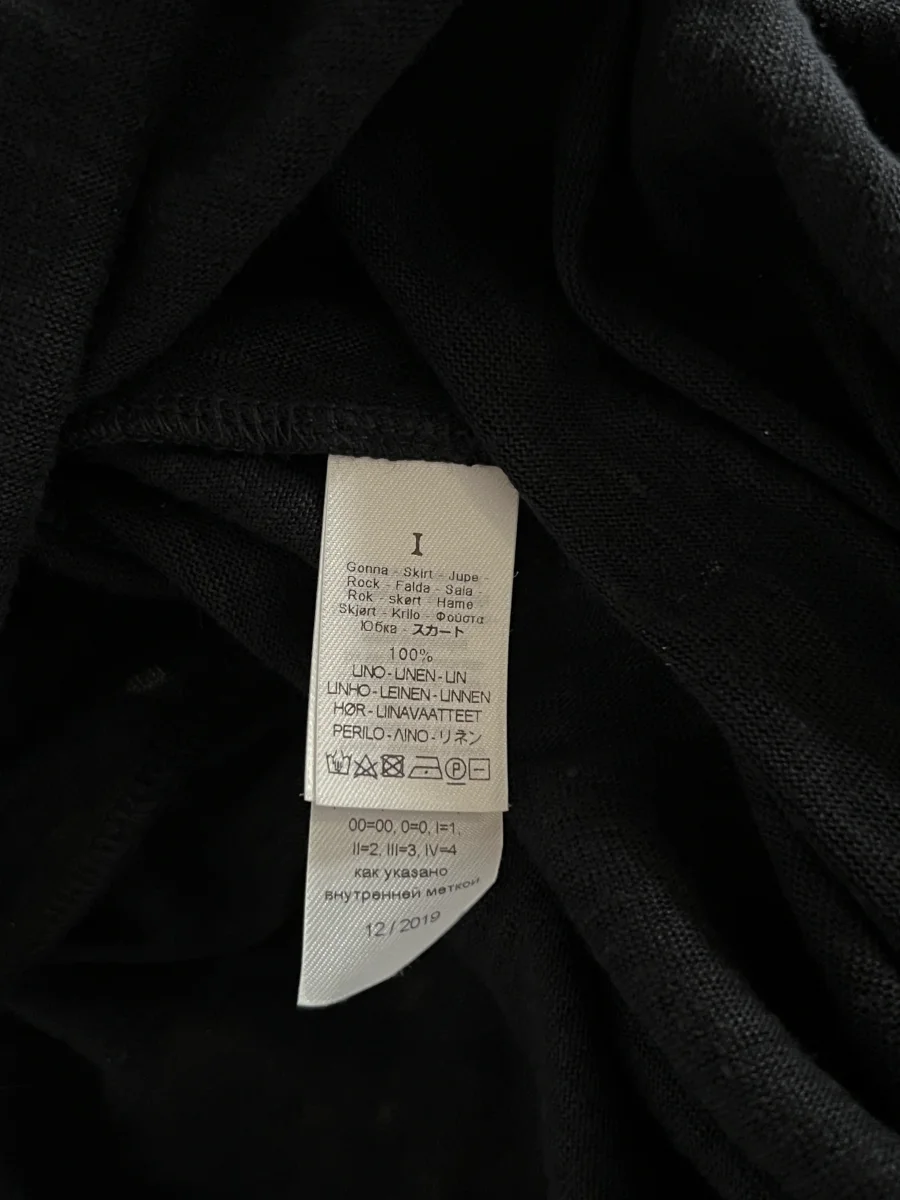 I
Gonna - Skirt - Jupe -
Rock - Falda - Saia -
Rok - skørt - Hame
Skjørt - Krilo - Φούστα
Юбка - スカート
100%
LINO - LINEN - LIN
LINHO - LEINEN - LINNEN
HØR - LIINAVAATTEET
PERILO - ΛΙΝΟ - リネン
P
00=00, 0=0, I=1,
II=2, III=3, IV=4
как указано
внутренней меткой
12 / 2019